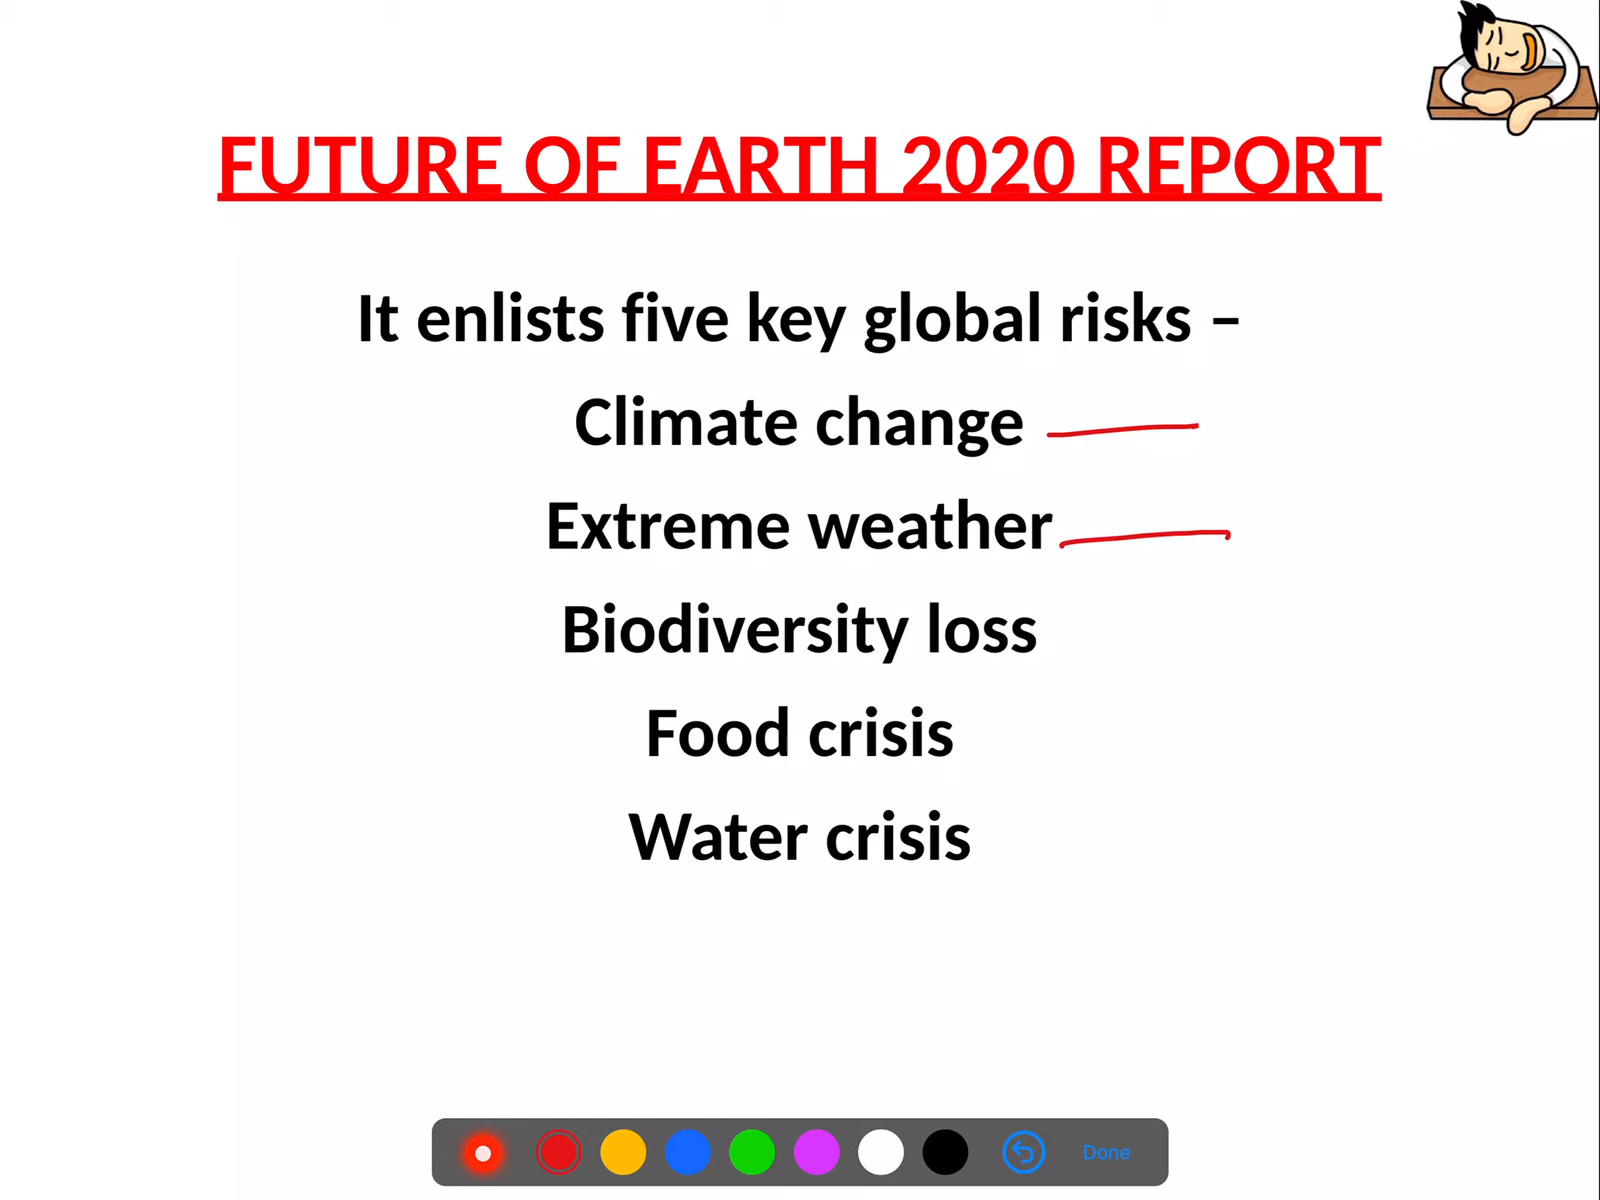 FUTURE OF EARTH 2020 REPORT
It enlists five key global risks –
Climate change
Extreme weather
Biodiversity loss
Food crisis
Water crisis
Done